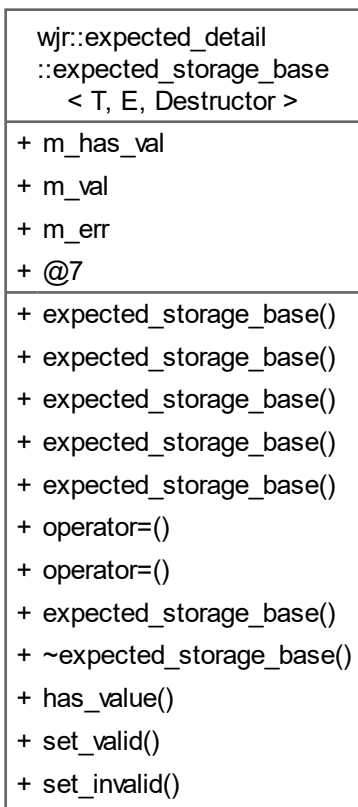 wjr::expected_detail
::expected_storage_base
< T, E, Destructor >
+ m_has_val
+ m_val
+ m_err
+ @7
+ expected_storage_base()
+ expected_storage_base()
+ expected_storage_base()
+ expected_storage_base()
+ expected_storage_base()
+ operator=()
+ operator=()
+ expected_storage_base()
+ ~expected_storage_base()
+ has_value()
+ set_valid()
+ set_invalid()